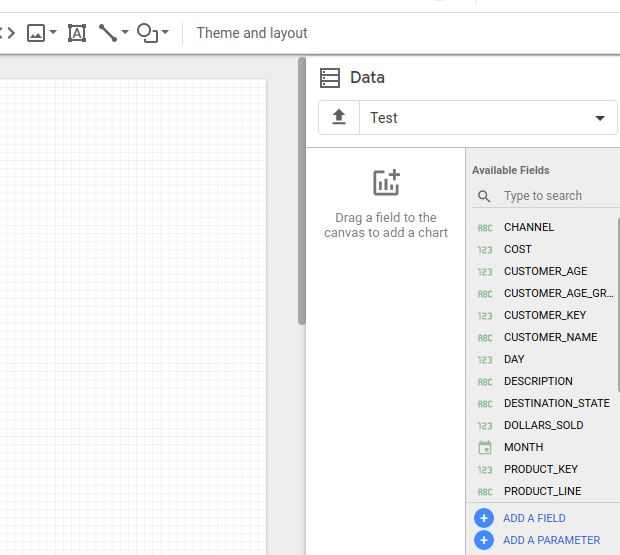 Theme and layout
Data
Test
Drag a field to the
canvas to add a chart
Available Fields
Type to search
ABC CHANNEL
123 COST
123 CUSTOMER_AGE
ABC CUSTOMER_AGE_GR...
123 CUSTOMER_KEY
ABC CUSTOMER_NAME
123 DAY
ABC DESCRIPTION
ABC DESTINATION_STATE
123 DOLLARS_SOLD
MONTH
123 PRODUCT_KEY
ABC PRODUCT_LINE
ADD A FIELD
ADD A PARAMETER